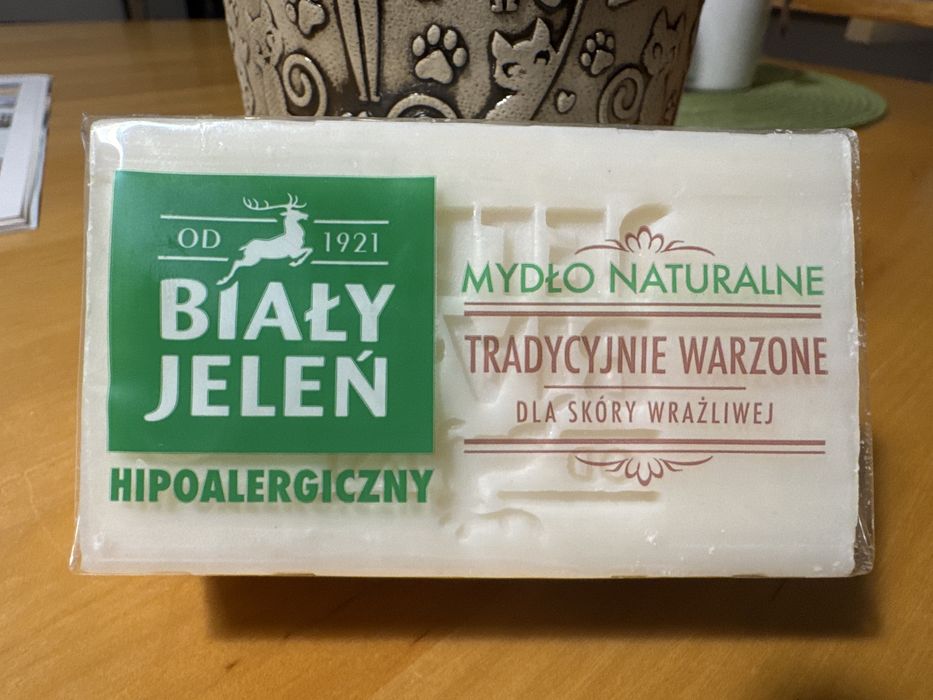 OD 1921
BIAŁY
JELEŃ
HIPOALERGICZNY
MYDŁO NATURALNE
TRADYCYJNIE WARZONE
DLA SKÓRY WRAŻLIWEJ